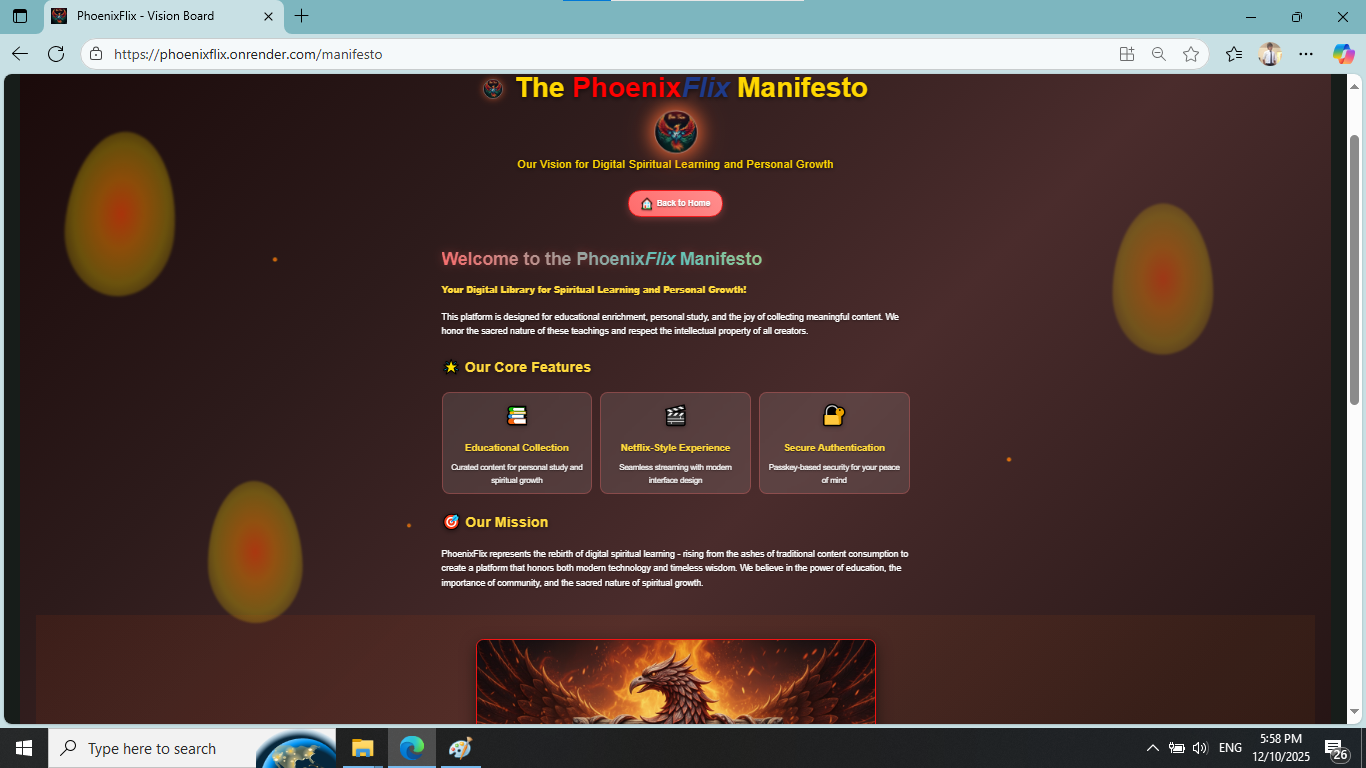 PhoenixFlix - Vision Board
https://phoenixflix.onrender.com/manifesto
The PhoenixFlix Manifesto
Our Vision for Digital Spiritual Learning and Personal Growth
Back to Home
Welcome to the PhoenixFlix Manifesto
Your Digital Library for Spiritual Learning and Personal Growth!
This platform is designed for educational enrichment, personal study, and the joy of collecting meaningful content. We
honor the sacred nature of these teachings and respect the intellectual property of all creators.
Our Core Features
Educational Collection
Curated content for personal study and
spiritual growth
Netflix-Style Experience
Seamless streaming with modern
interface design
Secure Authentication
Passkey-based security for your peace
of mind
Our Mission
PhoenixFlix represents the rebirth of digital spiritual learning - rising from the ashes of traditional content consumption to
create a platform that honors both modern technology and timeless wisdom. We believe in the power of education, the
importance of community, and the sacred nature of spiritual growth.
Type here to search
ENG
5:58 PM
12/10/2025
26